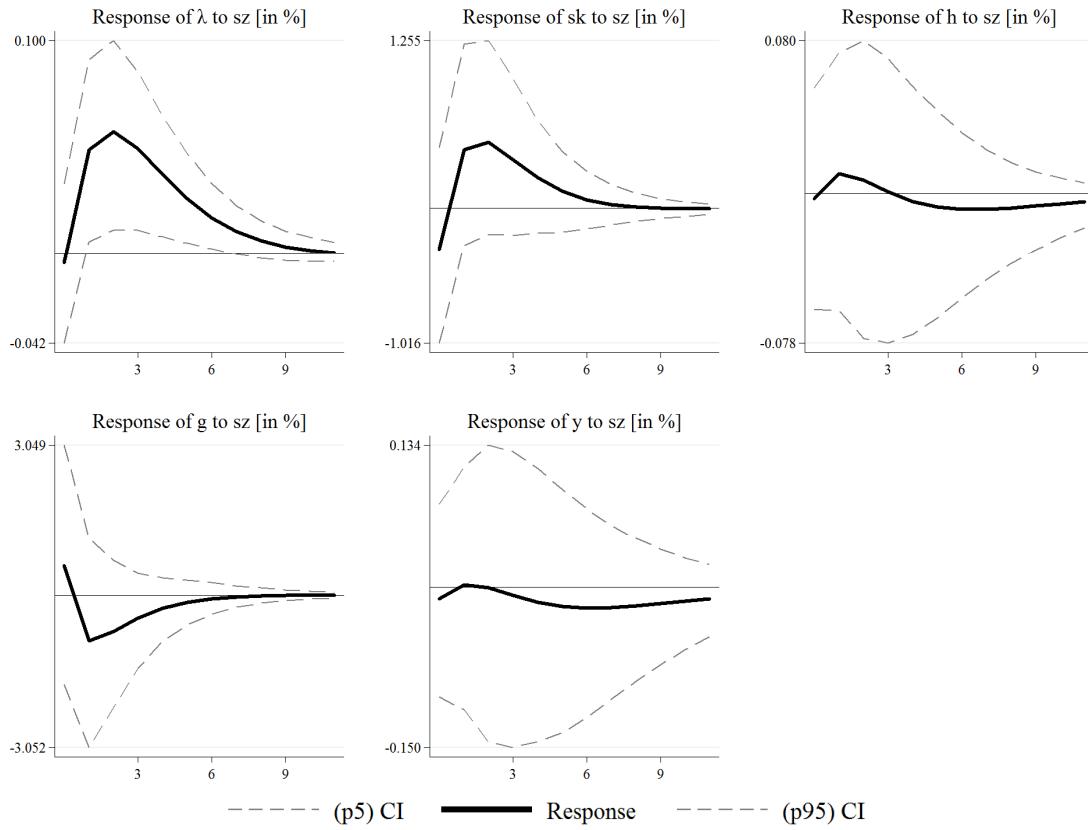 Response of λ to sz [in %]
0.100
-0.042
3 6 9
Response of sk to sz [in %]
1.255
-1.016
3 6 9
Response of h to sz [in %]
0.080
-0.078
3 6 9
Response of g to sz [in %]
3.049
-3.052
3 6 9
Response of y to sz [in %]
0.134
-0.150
3 6 9
(p5) CI Response (p95) CI